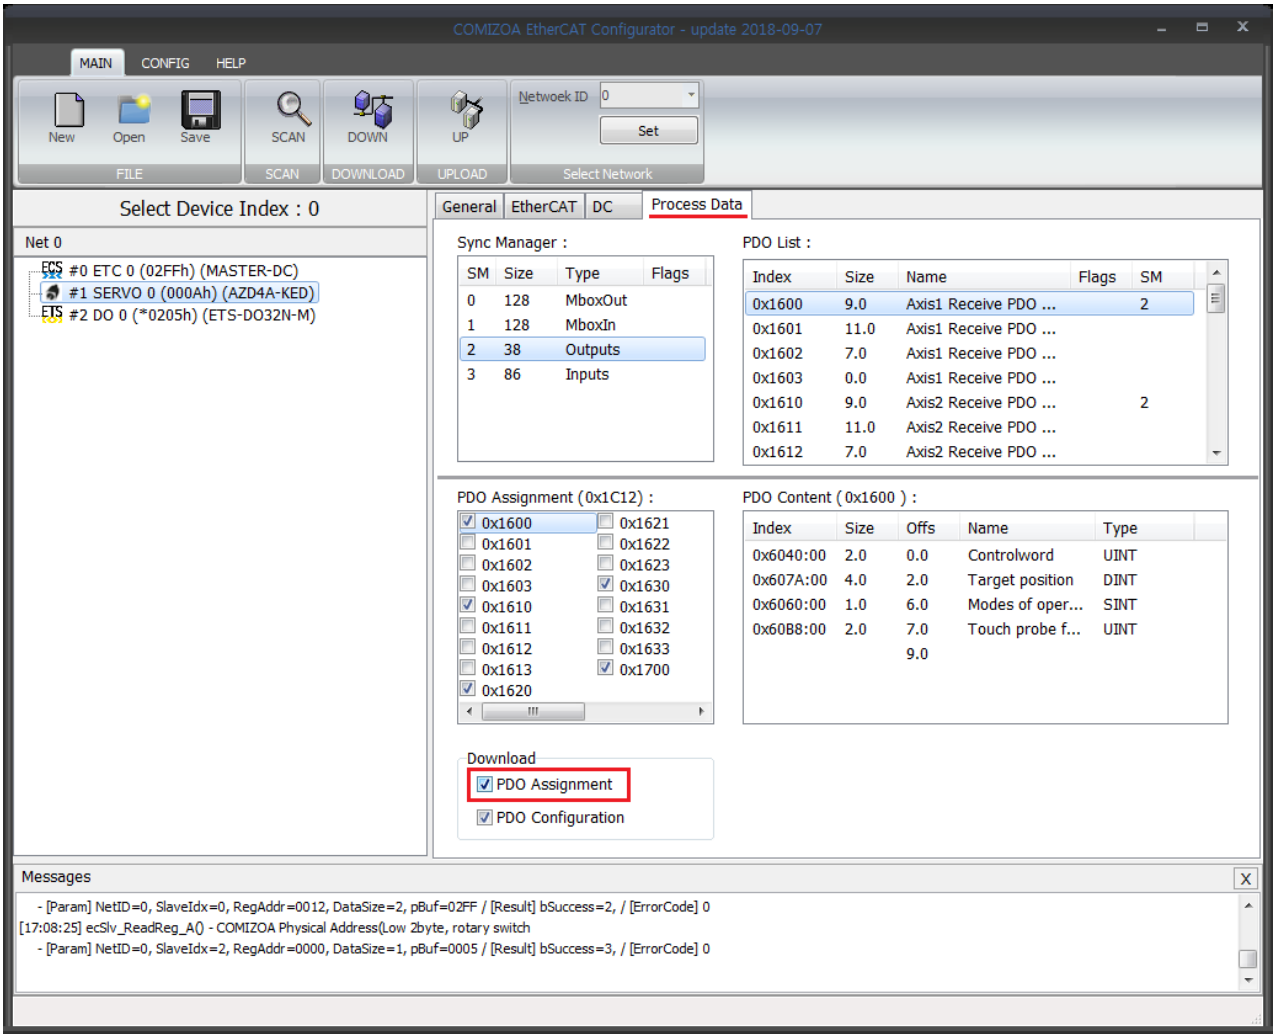 COMIZOA EtherCAT Configurator - update 2018-09-07
MAIN CONFIG HELP
New Open Save SCAN DOWN UP
Netwoek ID 0
Set
FILE SCAN DOWNLOAD UPLOAD Select Network
Select Device Index : 0
General EtherCAT DC Process Data
Net 0
ECS #0 ETC 0 (02FFh) (MASTER-DC)
#1 SERVO 0 (000Ah) (AZD4A-KED)
ETS #2 DO 0 (*0205h) (ETS-DO32N-M)
Sync Manager :
SM Size Type Flags
0 128 MboxOut
1 128 MboxIn
2 38 Outputs
3 86 Inputs
PDO List :
Index Size Name Flags SM
0x1600 9.0 Axis1 Receive PDO ... 2
0x1601 11.0 Axis1 Receive PDO ...
0x1602 7.0 Axis1 Receive PDO ...
0x1603 0.0 Axis1 Receive PDO ...
0x1610 9.0 Axis2 Receive PDO ... 2
0x1611 11.0 Axis2 Receive PDO ...
0x1612 7.0 Axis2 Receive PDO ...
PDO Assignment (0x1C12) :
0x1600 0x1621
0x1601 0x1622
0x1602 0x1623
0x1603 0x1630
0x1610 0x1631
0x1611 0x1632
0x1612 0x1633
0x1613 0x1700
0x1620
PDO Content ( 0x1600 ) :
Index Size Offs Name Type
0x6040:00 2.0 0.0 Controlword UINT
0x607A:00 4.0 2.0 Target position DINT
0x6060:00 1.0 6.0 Modes of oper... SINT
0x60B8:00 2.0 7.0 Touch probe f... UINT
9.0
Download
PDO Assignment
PDO Configuration
Messages
- [Param] NetID=0, SlaveIdx=0, RegAddr=0012, DataSize=2, pBuf=02FF / [Result] bSuccess=2, / [ErrorCode] 0
[17:08:25] ecSlv_ReadReg_A() - COMIZOA Physical Address(Low 2byte, rotary switch
- [Param] NetID=0, SlaveIdx=2, RegAddr=0000, DataSize=1, pBuf=0005 / [Result] bSuccess=3, / [ErrorCode] 0